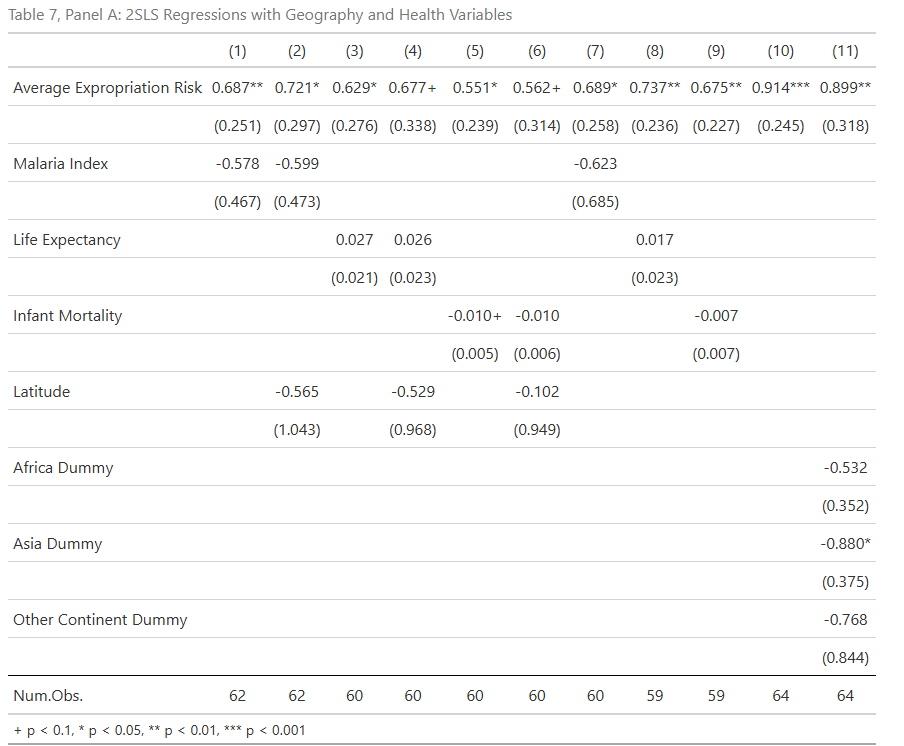 Table 7, Panel A: 2SLS Regressions with Geography and Health Variables
(1) (2) (3) (4) (5) (6) (7) (8) (9) (10) (11)
Average Expropriation Risk 0.687** 0.721* 0.629* 0.677+ 0.551* 0.562+ 0.689* 0.737** 0.675** 0.914*** 0.899**
(0.251) (0.297) (0.276) (0.338) (0.239) (0.314) (0.258) (0.236) (0.227) (0.245) (0.318)
Malaria Index -0.578 -0.599 -0.623
(0.467) (0.473) (0.685)
Life Expectancy 0.027 0.026 0.017
(0.021) (0.023) (0.023)
Infant Mortality -0.010+ -0.010 -0.007
(0.005) (0.006) (0.007)
Latitude -0.565 -0.529 -0.102
(1.043) (0.968) (0.949)
Africa Dummy -0.532
(0.352)
Asia Dummy -0.880*
(0.375)
Other Continent Dummy -0.768
(0.844)
Num.Obs. 62 62 60 60 60 60 60 59 59 64 64
+ p < 0.1, * p < 0.05, ** p < 0.01, *** p < 0.001